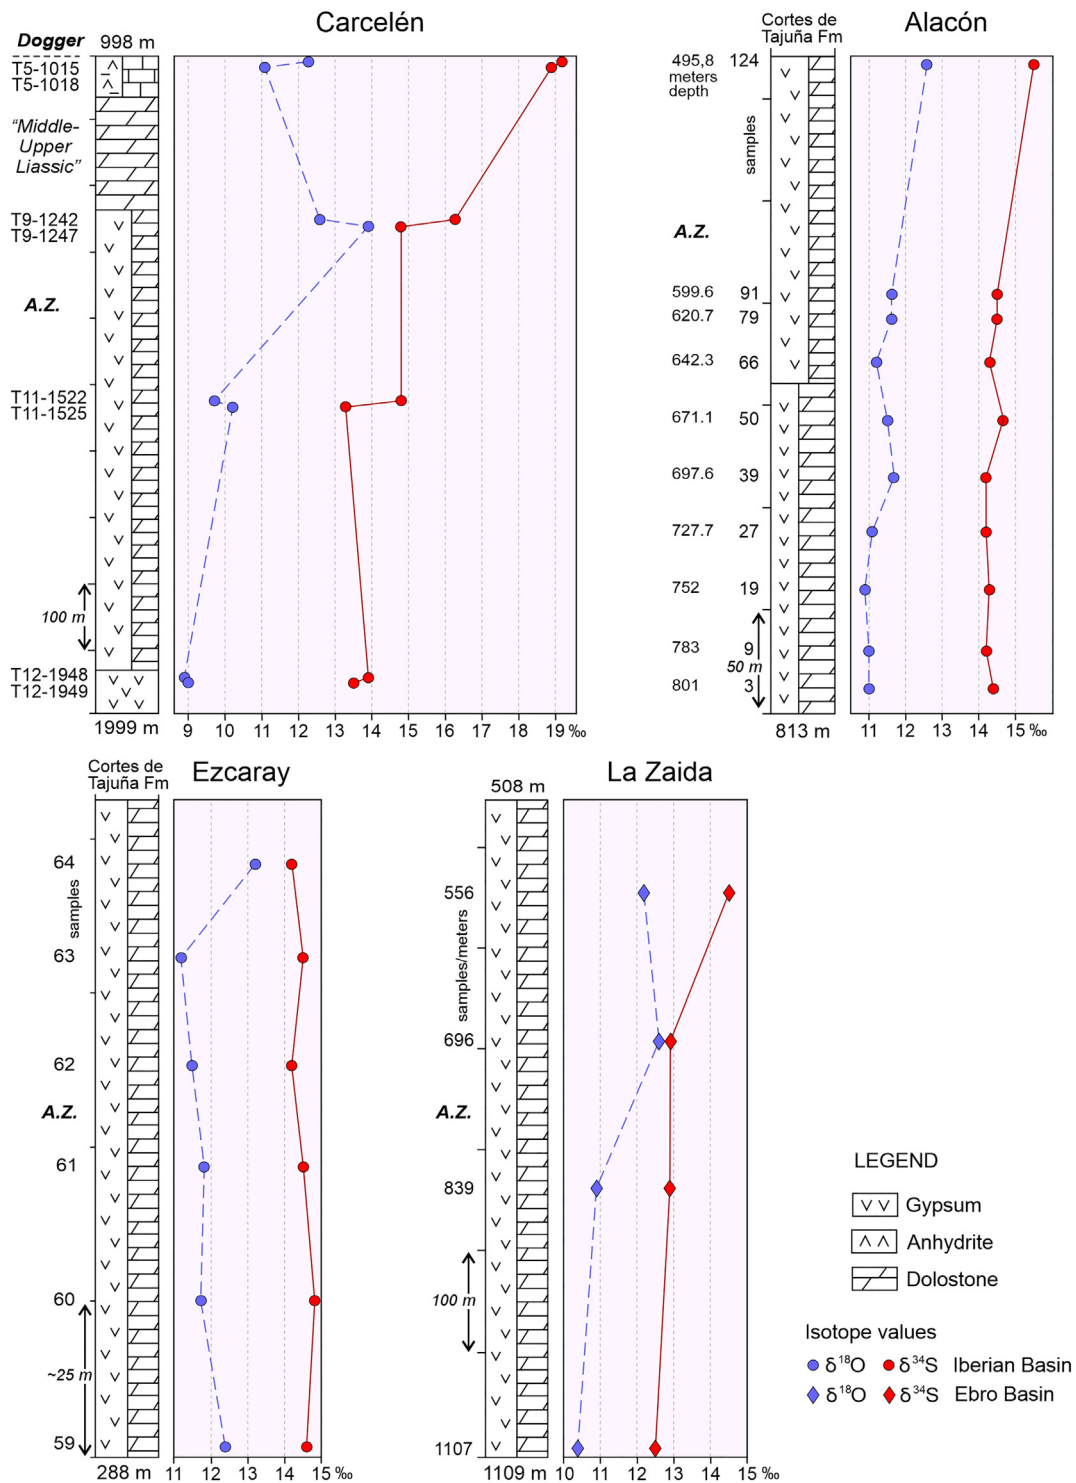 Carcelén
Dogger 998 m
T5-1015
T5-1018
"Middle-
Upper
Liassic"
T9-1242
T9-1247
A.Z.
T11-1522
T11-1525
100 m
T12-1948
T12-1949
1999 m
9 10 11 12 13 14 15 16 17 18 19 ‰
Alacón
Cortes de
Tajuña Fm
495,8 124
meters
depth
samples
A.Z.
599.6 91
620.7 79
642.3 66
671.1 50
697.6 39
727.7 27
752 19
783 9
50 m
801 3
813 m
11 12 13 14 15 ‰
Ezcaray
Cortes de
Tajuña Fm
64
samples
63
62
A.Z.
61
60
~25 m
59
288 m
11 12 13 14 15 ‰
La Zaida
508 m
556
samples/meters
696
A.Z.
839
100 m
1107
1109 m
10 11 12 13 14 15 ‰
LEGEND
Gypsum
Anhydrite
Dolostone
Isotope values
δ¹⁸O δ³⁴S Iberian Basin
δ¹⁸O δ³⁴S Ebro Basin